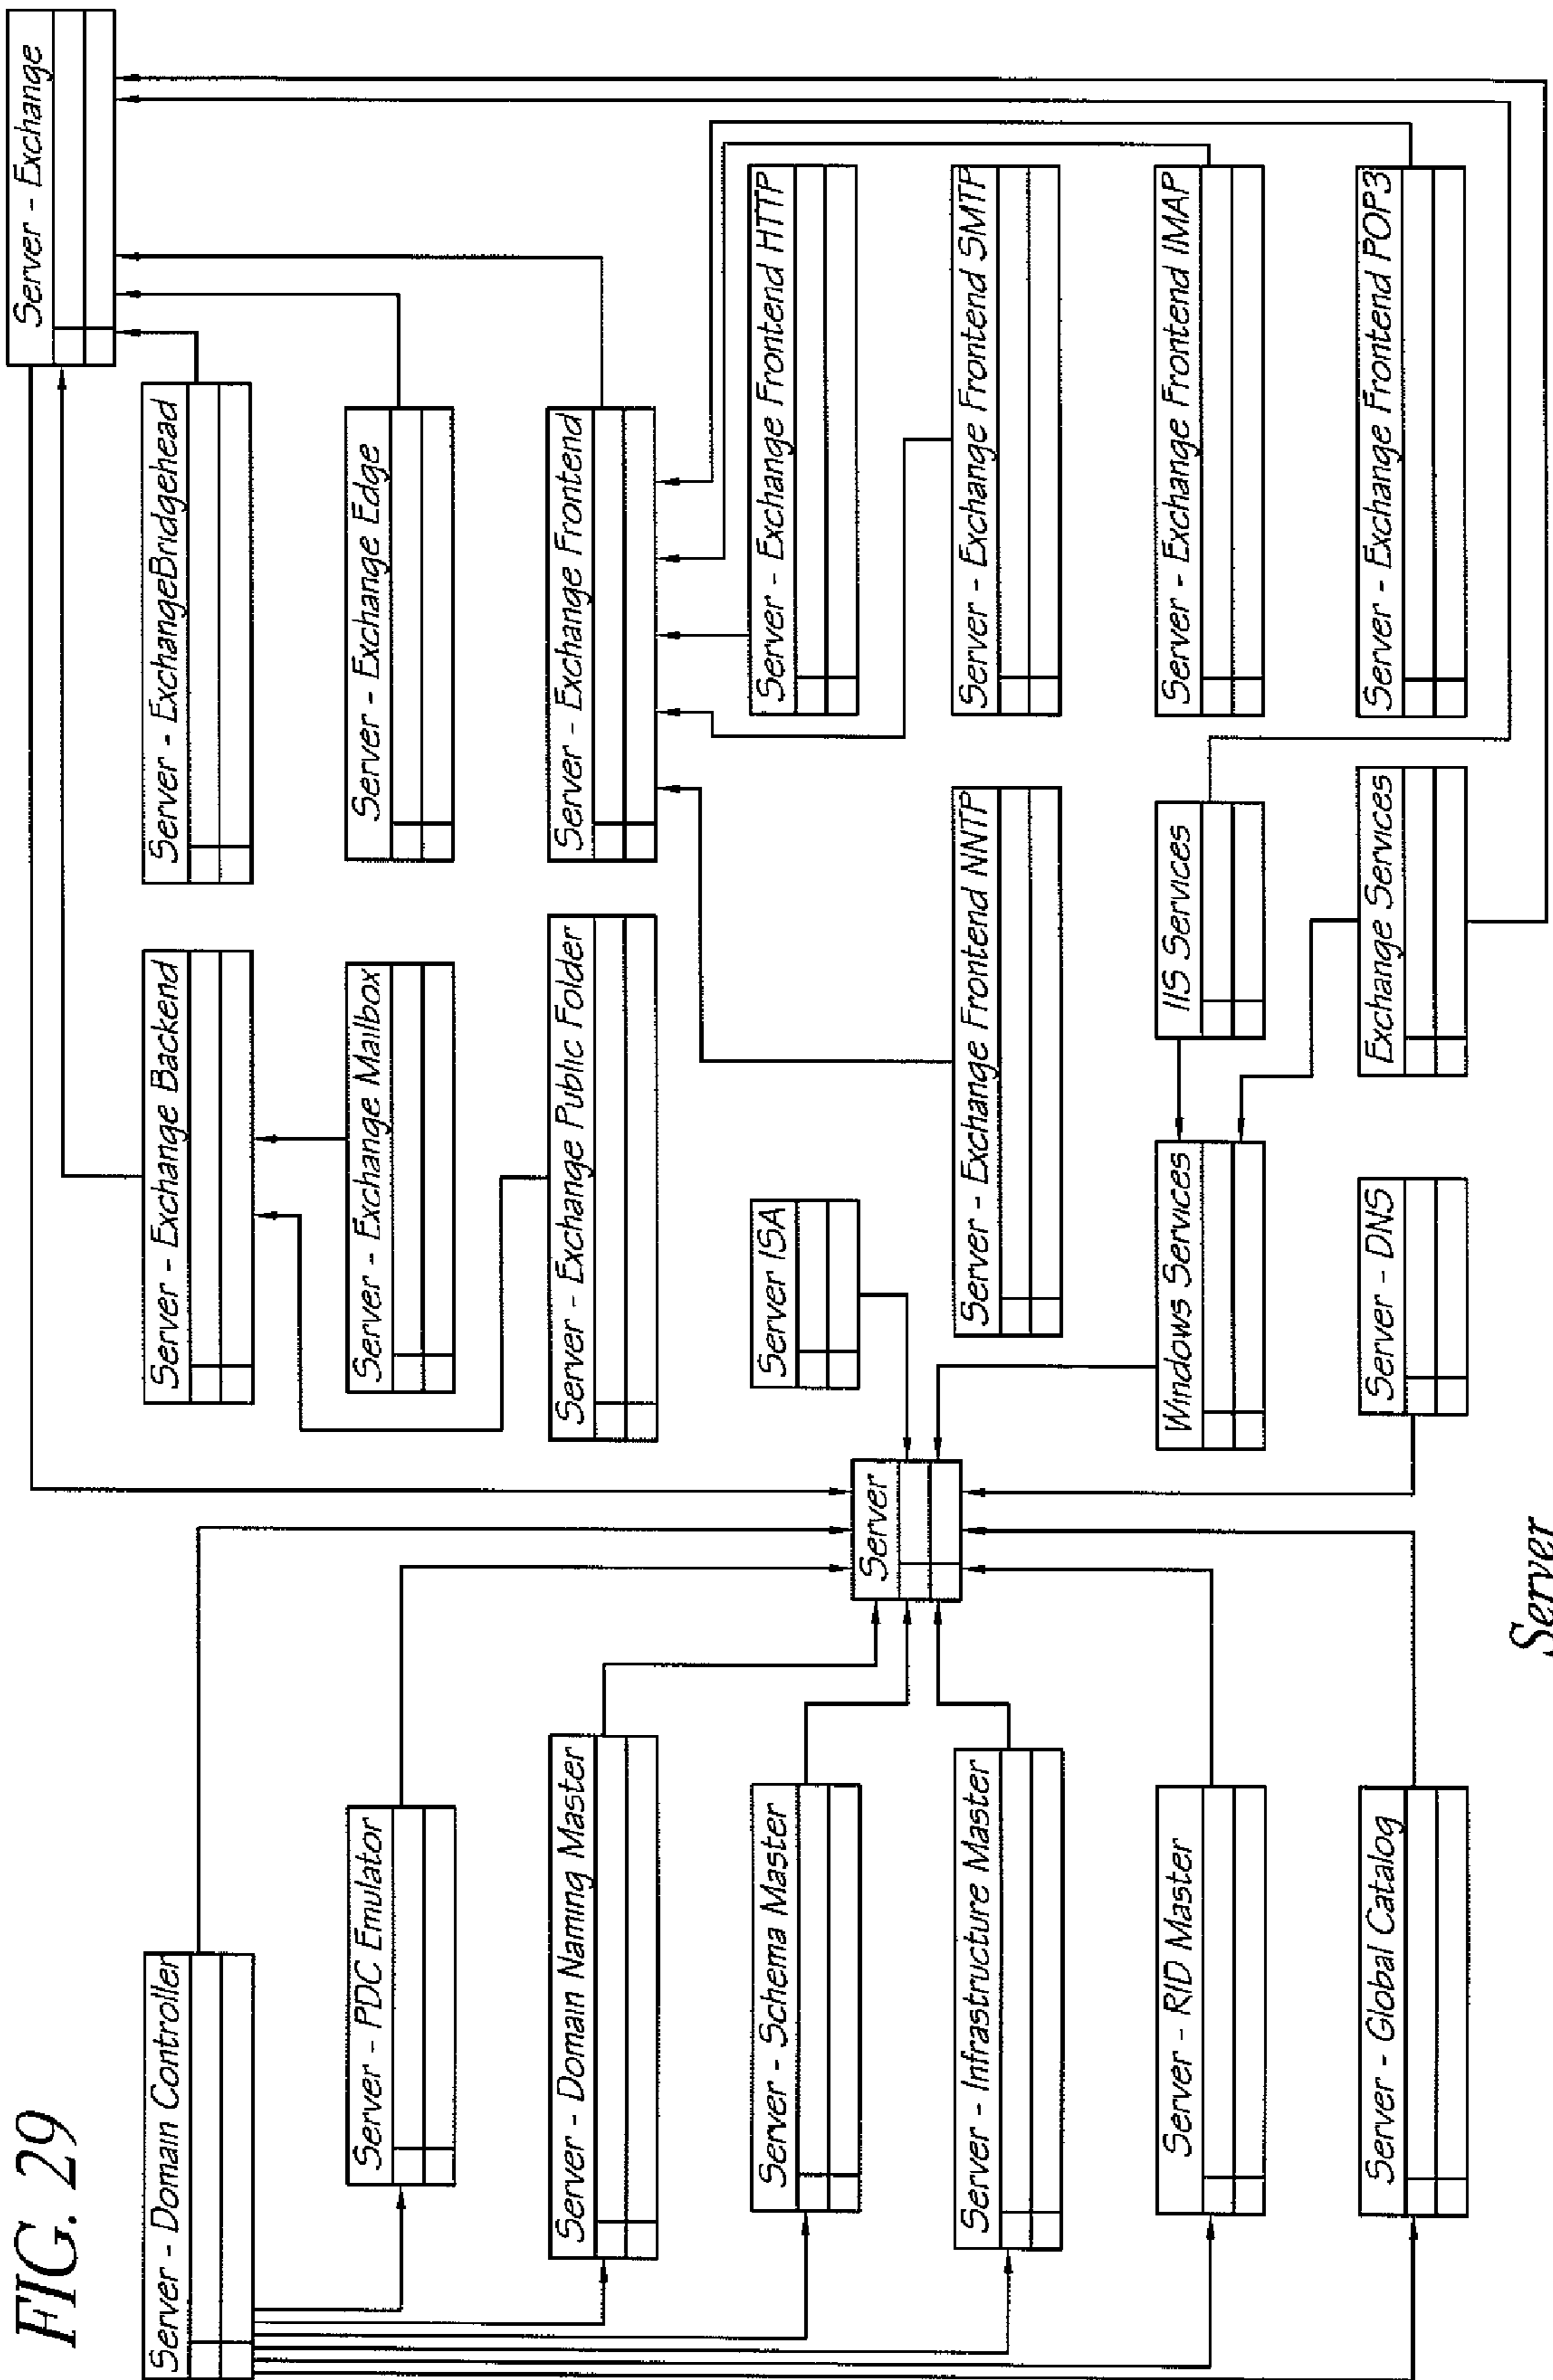 FIG. 29
Server - Domain Controller
Server - PDC Emulator
Server - Domain Naming Master
Server - Schema Master
Server - Infrastructure Master
Server - RID Master
Server - Global Catalog
Server
Server - Exchange Backend
Server - Exchange Mailbox
Server - Exchange Public Folder
Server ISA
Server - Exchange Frontend NNTP
Windows Services
Server - DNS
IIS Services
Exchange Services
Server - ExchangeBridgehead
Server - Exchange Edge
Server - Exchange Frontend
Server - Exchange Frontend HTTP
Server - Exchange Frontend SMTP
Server - Exchange Frontend IMAP
Server - Exchange Frontend POP3
Server - Exchange
Server